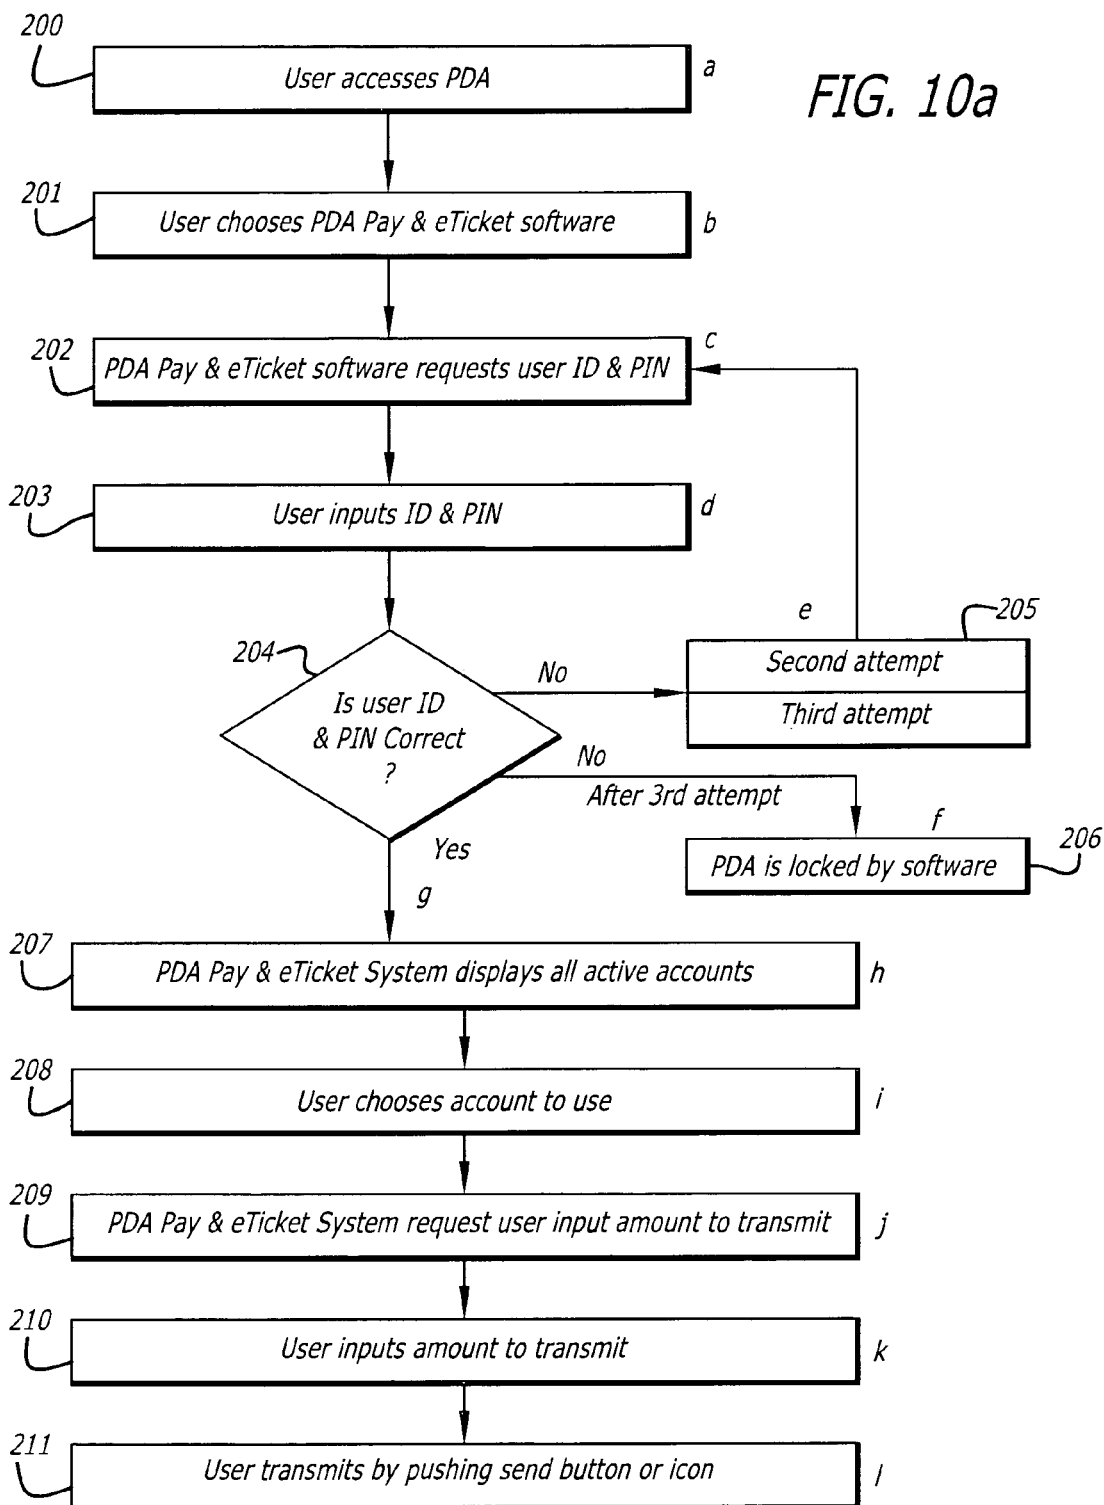 200
User accesses PDA
a
FIG. 10a
201
User chooses PDA Pay & eTicket software
b
202
PDA Pay & eTicket software requests user ID & PIN
c
203
User inputs ID & PIN
d
204
Is user ID
& PIN Correct
?
No
e
205
Second attempt
Third attempt
No
After 3rd attempt
f
PDA is locked by software
206
Yes
g
207
PDA Pay & eTicket System displays all active accounts
h
208
User chooses account to use
i
209
PDA Pay & eTicket System request user input amount to transmit
j
210
User inputs amount to transmit
k
211
User transmits by pushing send button or icon
l